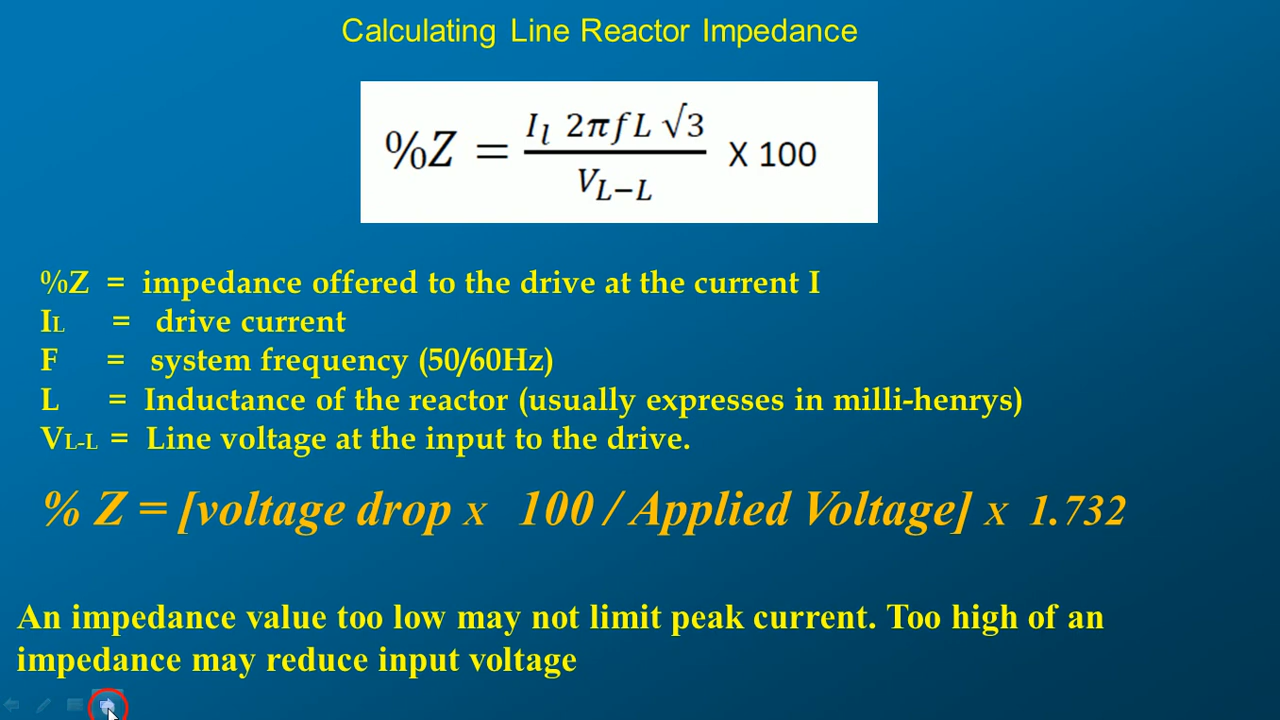 Calculating Line Reactor Impedance
%Z = I_l 2πfL √3 / V_{L−L} X 100
%Z = impedance offered to the drive at the current I
IL = drive current
F = system frequency (50/60Hz)
L = Inductance of the reactor (usually expresses in milli-henrys)
VL-L = Line voltage at the input to the drive.
% Z = [voltage drop x 100 / Applied Voltage] x 1.732
An impedance value too low may not limit peak current. Too high of an
impedance may reduce input voltage